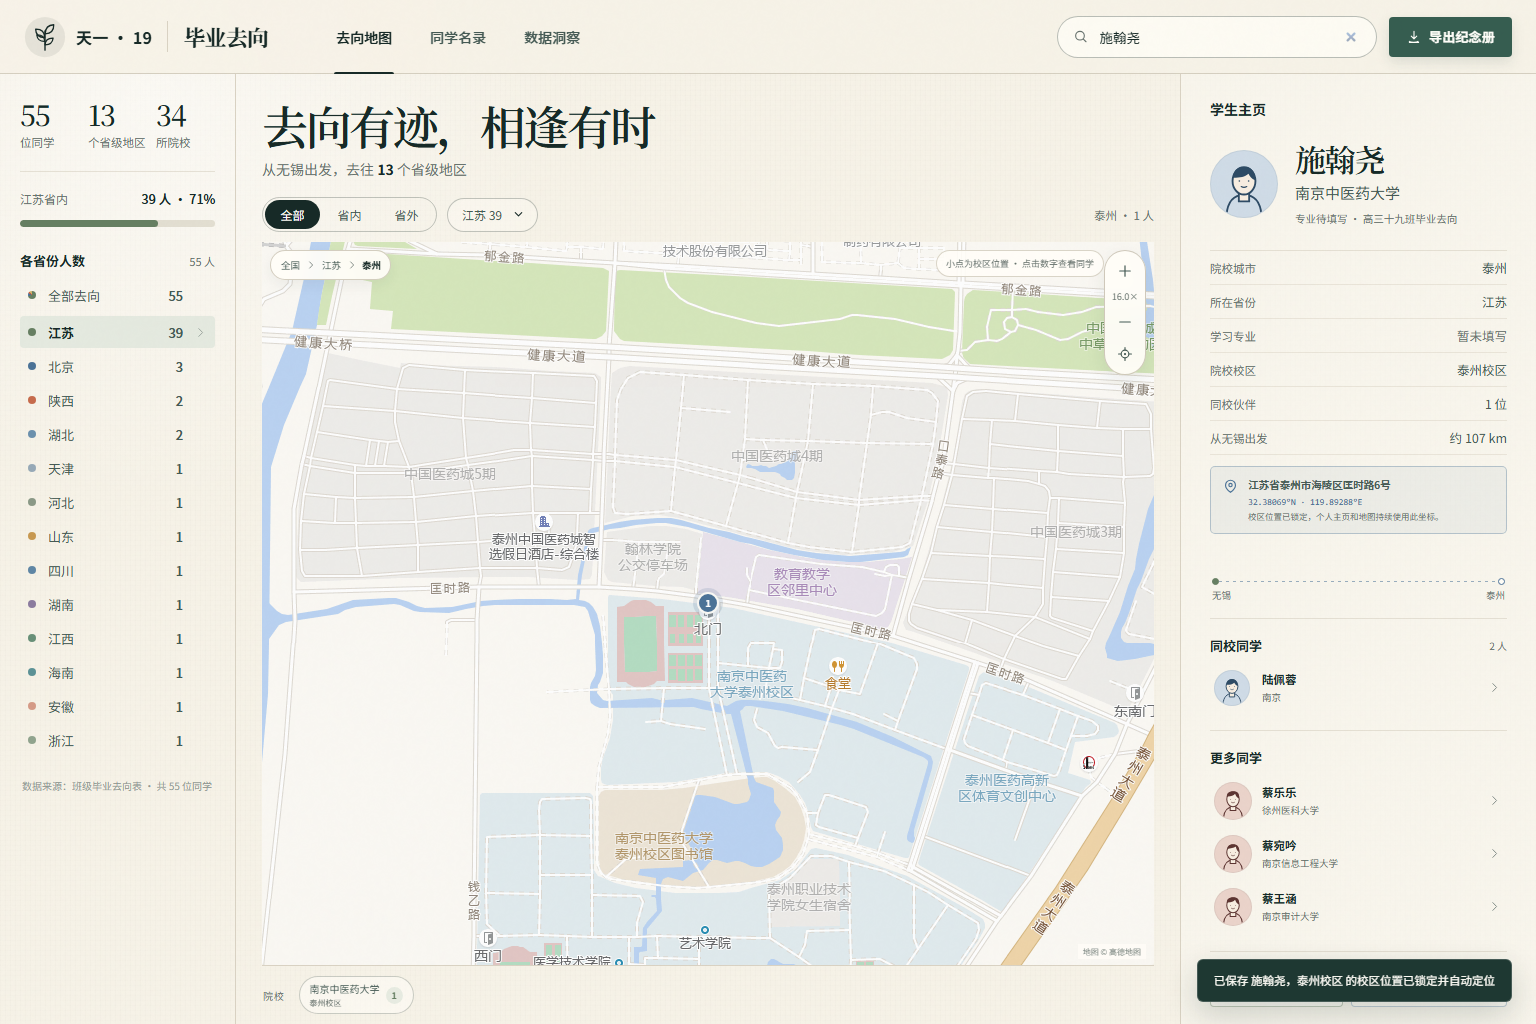 天一 · 19
毕业去向
去向地图
同学名录
数据洞察
施翰尧
导出纪念册
55
13
34
位同学
个省级地区
所院校
江苏省内
39 人 · 71%
各省份人数
55 人
全部去向 55
江苏 39
北京 3
陕西 2
湖北 2
天津 1
河北 1
山东 1
四川 1
湖南 1
江西 1
海南 1
安徽 1
浙江 1
数据来源：班级毕业去向表 · 共 55 位同学
去向有迹，相逢有时
从无锡出发，去往 13 个省级地区
全部
省内
省外
江苏 39
泰州 · 1 人
全国
江苏
泰州
郁金路
技术股份有限公司
制药有限公司
小点为校区位置 · 点击数字查看同学
16.0×
郁金路
健康大桥
健康大道
健康大道
健康大
中国医药城5期
中国医药城4期
口泰路
中国医药城3期
泰州中国医药城智
选假日酒店-综合楼
翰林学院
公交停车场
教育教学
区邻里中心
匡时路
1
北门
匡时路
匡时路
南京中医药
大学泰州校区
食堂
东南门
泰州大道
泰州医药高新
区体育文创中心
南京中医药大学
泰州校区图书馆
泰州职业技术
学院女生宿舍
钱乙路
泰州大道
西门
医学技术学院
艺术学院
地图 © 高德地图
院校
南京中医药大学
泰州校区
1
学生主页
施翰尧
南京中医药大学
专业待填写 · 高三十九班毕业去向
院校城市 泰州
所在省份 江苏
学习专业 暂未填写
院校校区 泰州校区
同校伙伴 1 位
从无锡出发 约 107 km
江苏省泰州市海陵区匡时路6号
32.38069°N · 119.89288°E
校区位置已锁定，个人主页和地图持续使用此坐标。
无锡
泰州
同校同学
2 人
陆佩蓉
南京
更多同学
蔡乐乐
徐州医科大学
蔡宛吟
南京信息工程大学
蔡王涵
南京审计大学
已保存 施翰尧，泰州校区 的校区位置已锁定并自动定位